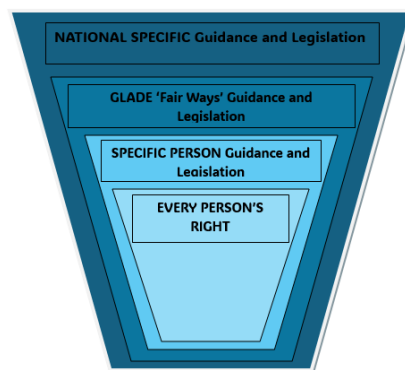 NATIONAL SPECIFIC Guidance and Legislation
GLADE ‘Fair Ways’ Guidance and
Legislation
SPECIFIC PERSON Guidance and
Legislation
EVERY PERSON’S
RIGHT